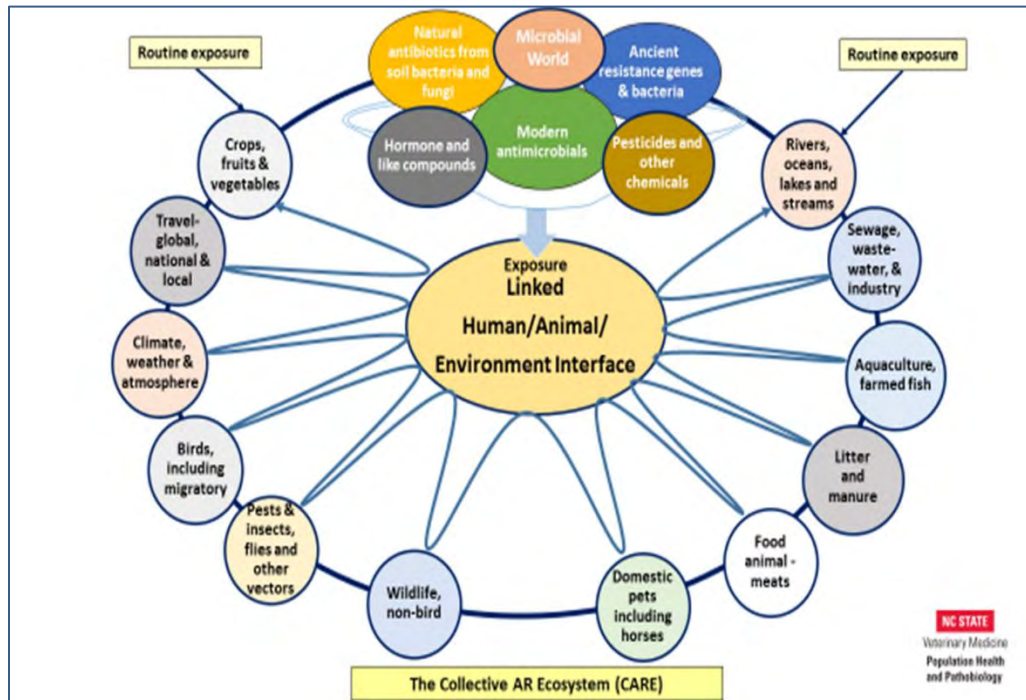 Routine exposure
Natural
antibiotics from
soil bacteria and
fungi
Microbial
World
Ancient
resistance genes
& bacteria
Routine exposure
Hormone and
like compounds
Modern
antimicrobials
Pesticides and
other
chemicals
Crops,
fruits &
vegetables
Rivers,
oceans,
lakes and
streams
Travel-
global,
national &
local
Sewage,
waste-
water, &
industry
Exposure
Linked
Human/Animal/
Environment Interface
Climate,
weather &
atmosphere
Aquaculture,
farmed fish
Birds,
including
migratory
Litter
and
manure
Pests &
insects,
flies and
other
vectors
Food
animal -
meats
Wildlife,
non-bird
Domestic
pets
including
horses
NC STATE
Veterinary Medicine
Population Health
and Pathobiology
The Collective AR Ecosystem (CARE)